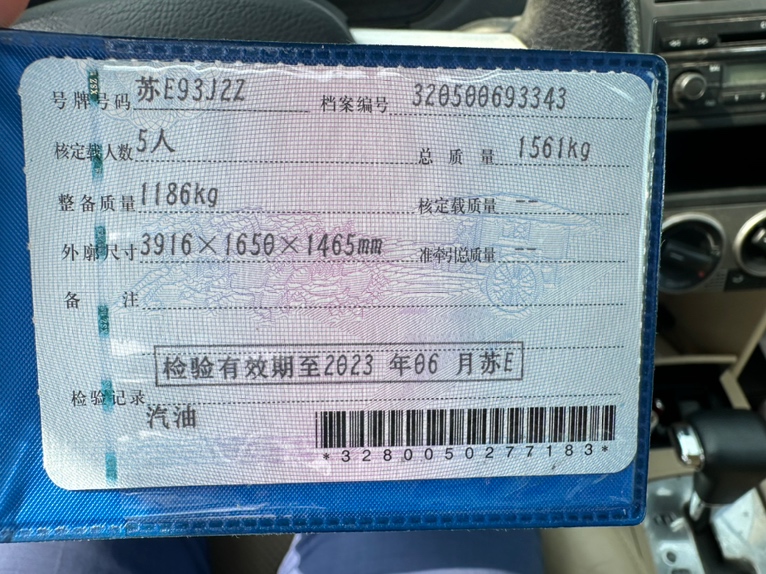 号牌号码 苏E93J2Z 档案编号 320500693343
核定载人数 5人 总质量 1561kg
整备质量 1186kg 核定载质量 --
外廓尺寸 3916×1650×1465mm 准牵引总质量 --
备注
检验有效期至2023 年06 月苏E
检验记录
汽油
*3280050277183*